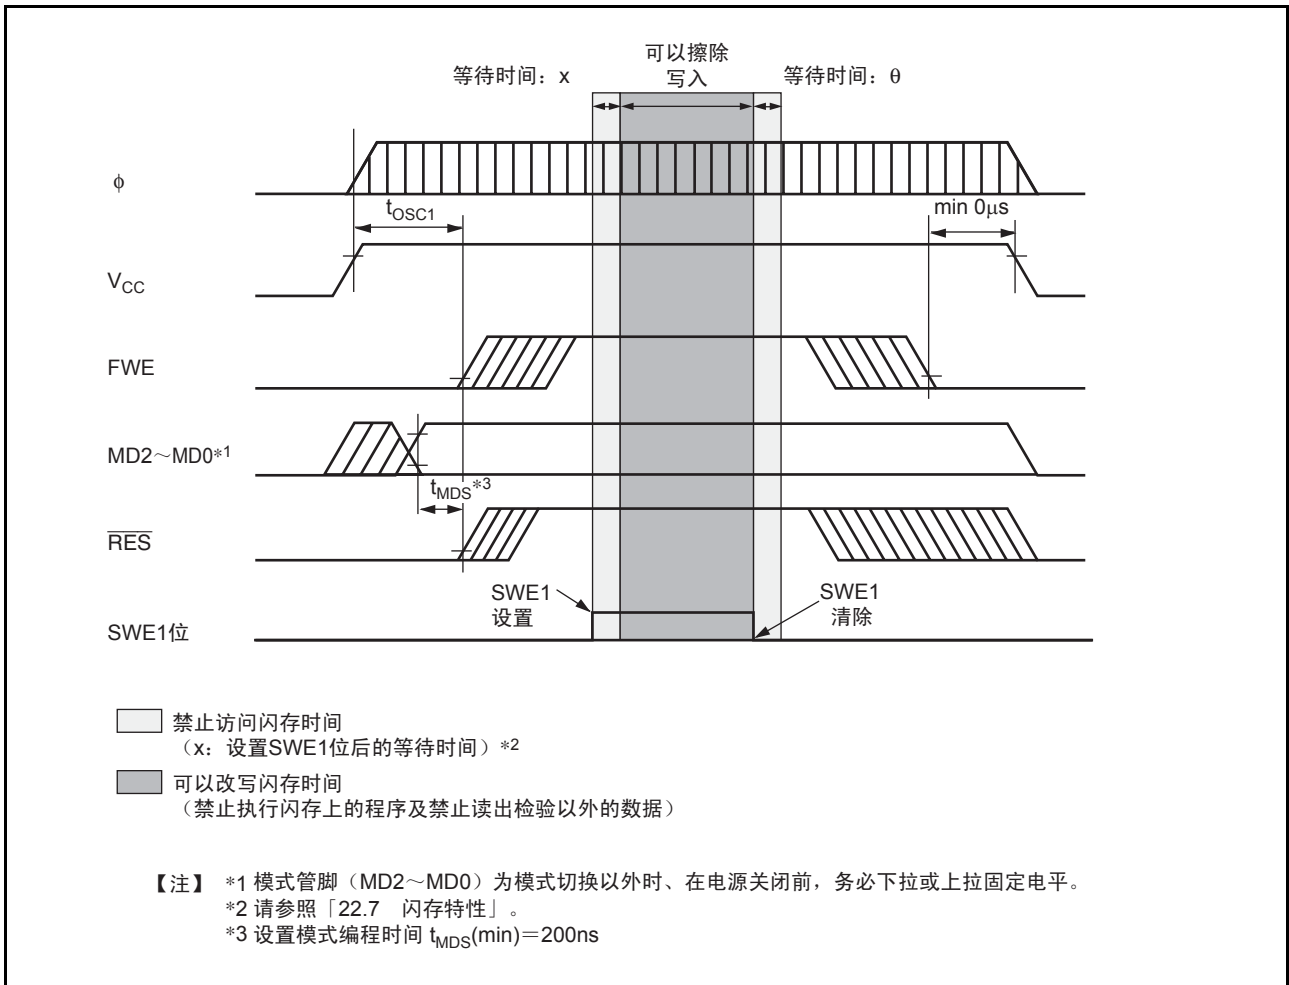 可以擦除
写入
等待时间：x
等待时间：θ
ϕ
tOSC1
min 0μs
VCC
FWE
MD2～MD0*1
tMDS*3
RES
SWE1
设置
SWE1
清除
SWE1位
禁止访问闪存时间
（x：设置SWE1位后的等待时间）*2
可以改写闪存时间
（禁止执行闪存上的程序及禁止读出检验以外的数据）
【注】 *1 模式管脚（MD2～MD0）为模式切换以外时、在电源关闭前，务必下拉或上拉固定电平。
*2 请参照「22.7 闪存特性」。
*3 设置模式编程时间 tMDS(min)＝200ns